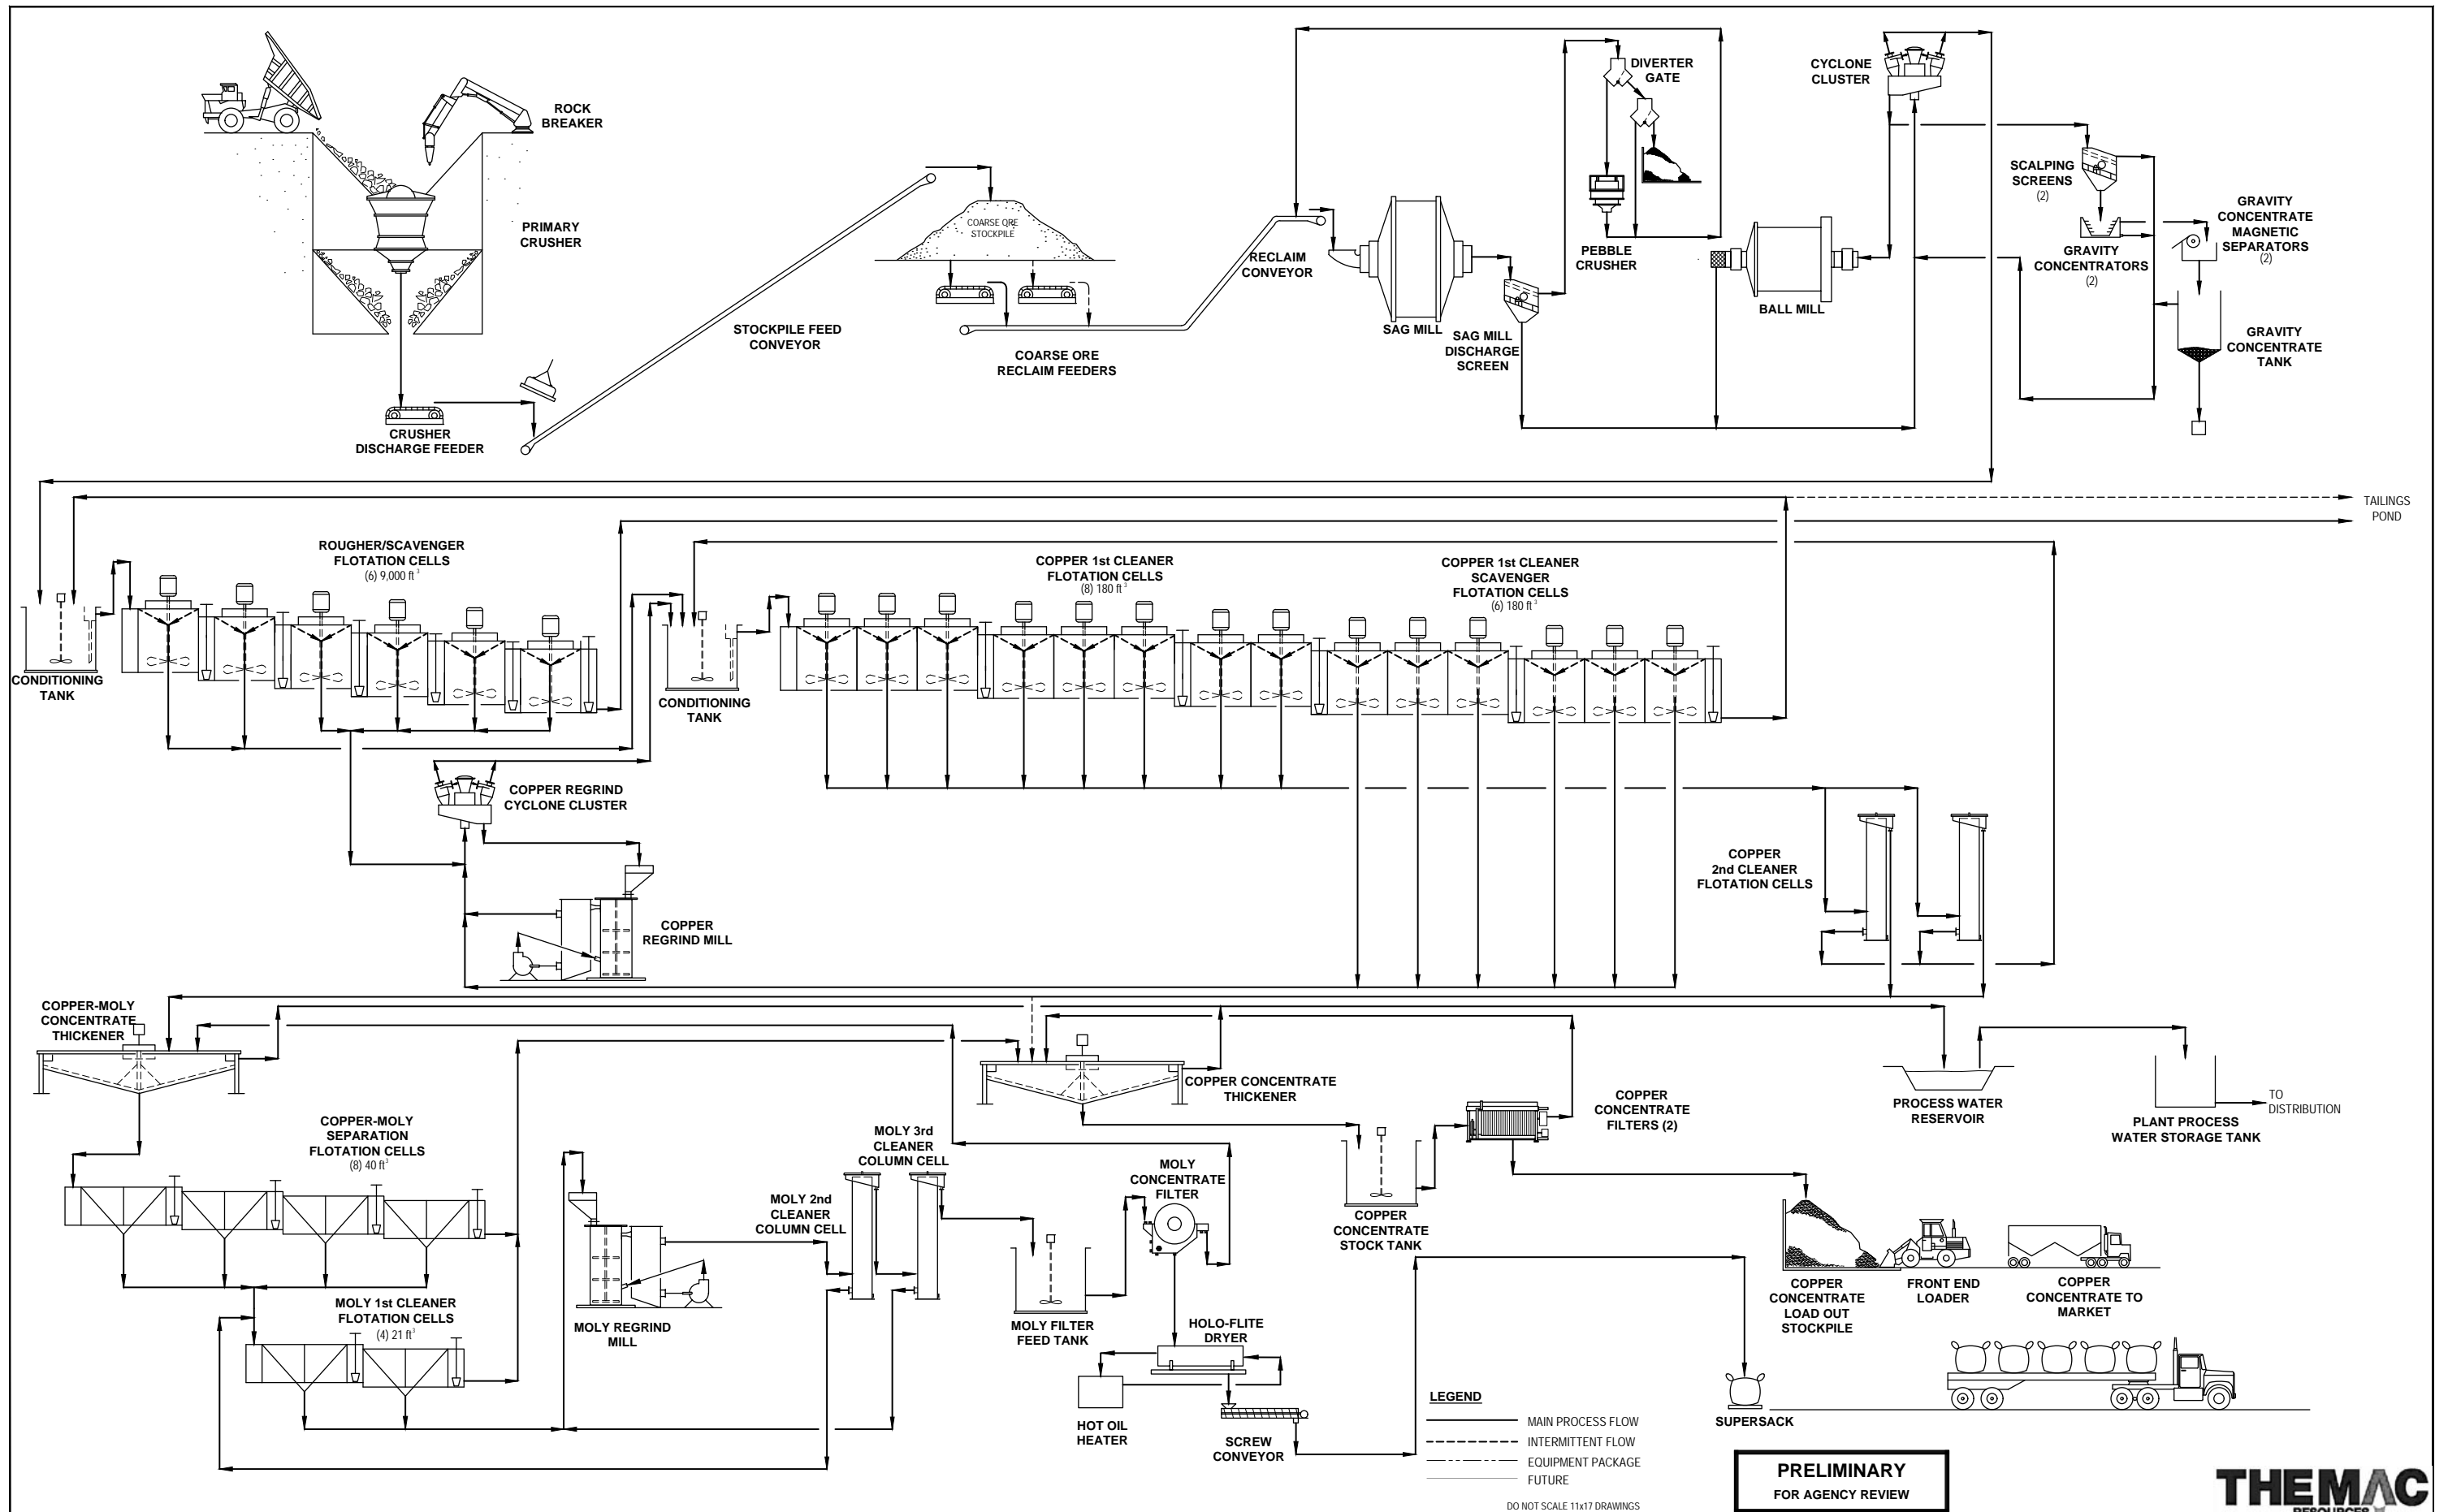 ROCK
BREAKER
PRIMARY
CRUSHER
CRUSHER
DISCHARGE FEEDER
STOCKPILE FEED
CONVEYOR
COARSE ORE
STOCKPILE
COARSE ORE
RECLAIM FEEDERS
RECLAIM
CONVEYOR
SAG MILL
SAG MILL
DISCHARGE
SCREEN
DIVERTER
GATE
PEBBLE
CRUSHER
BALL MILL
CYCLONE
CLUSTER
SCALPING
SCREENS
(2)
GRAVITY
CONCENTRATORS
(2)
GRAVITY
CONCENTRATE
MAGNETIC
SEPARATORS
(2)
GRAVITY
CONCENTRATE
TANK
TAILINGS
POND
CONDITIONING
TANK
ROUGHER/SCAVENGER
FLOTATION CELLS
(6) 9,000 ft³
CONDITIONING
TANK
COPPER 1st CLEANER
FLOTATION CELLS
(8) 180 ft³
COPPER 1st CLEANER
SCAVENGER
FLOTATION CELLS
(6) 180 ft³
COPPER REGRIND
CYCLONE CLUSTER
COPPER
REGRIND MILL
COPPER
2nd CLEANER
FLOTATION CELLS
COPPER-MOLY
CONCENTRATE
THICKENER
COPPER-MOLY
SEPARATION
FLOTATION CELLS
(8) 40 ft³
MOLY 1st CLEANER
FLOTATION CELLS
(4) 21 ft³
MOLY REGRIND
MILL
MOLY 2nd
CLEANER
COLUMN CELL
MOLY 3rd
CLEANER
COLUMN CELL
MOLY FILTER
FEED TANK
MOLY
CONCENTRATE
FILTER
HOLO-FLITE
DRYER
HOT OIL
HEATER
SCREW
CONVEYOR
COPPER CONCENTRATE
THICKENER
COPPER
CONCENTRATE
STOCK TANK
COPPER
CONCENTRATE
FILTERS (2)
PROCESS WATER
RESERVOIR
PLANT PROCESS
WATER STORAGE TANK
TO
DISTRIBUTION
COPPER
CONCENTRATE
LOAD OUT
STOCKPILE
FRONT END
LOADER
COPPER
CONCENTRATE TO
MARKET
SUPERSACK
LEGEND
MAIN PROCESS FLOW
INTERMITTENT FLOW
EQUIPMENT PACKAGE
FUTURE
DO NOT SCALE 11x17 DRAWINGS
PRELIMINARY
FOR AGENCY REVIEW
THEMAC
RESOURCES